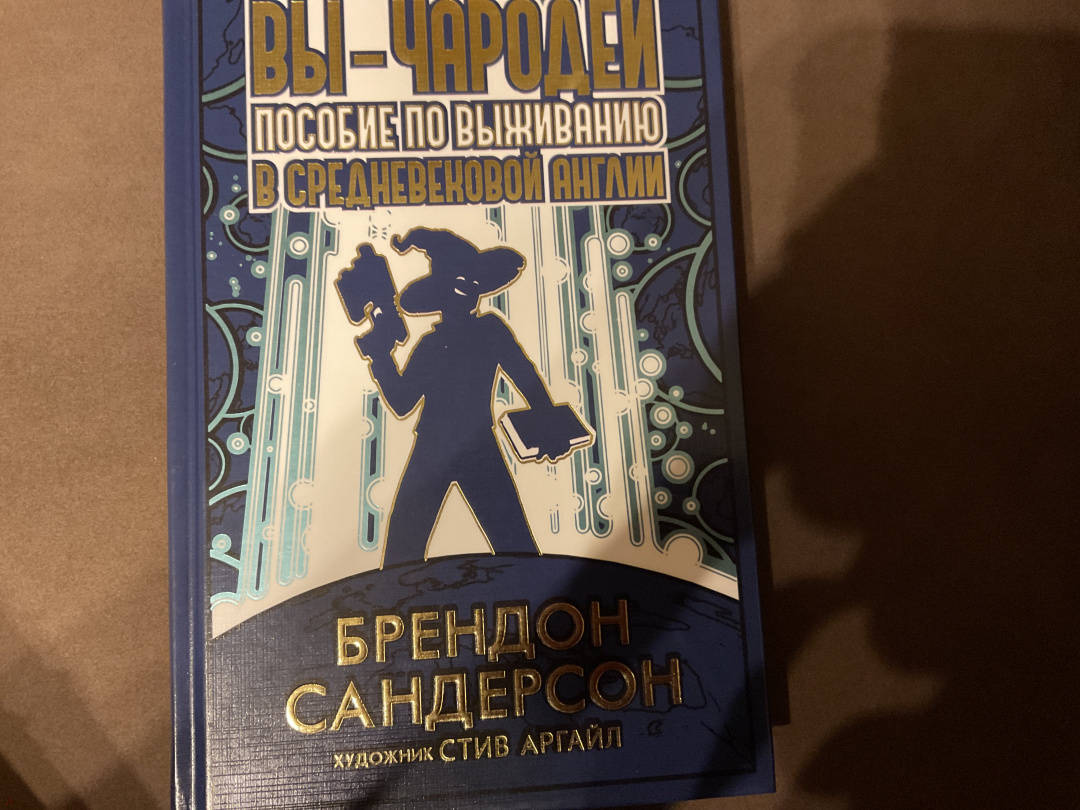 ВЫ-ЧАРОДЕЙ
ПОСОБИЕ ПО ВЫЖИВАНИЮ
В СРЕДНЕВЕКОВОЙ АНГЛИИ
БРЕНДОН
САНДЕРСОН
ХУДОЖНИК СТИВ АРГАЙЛ